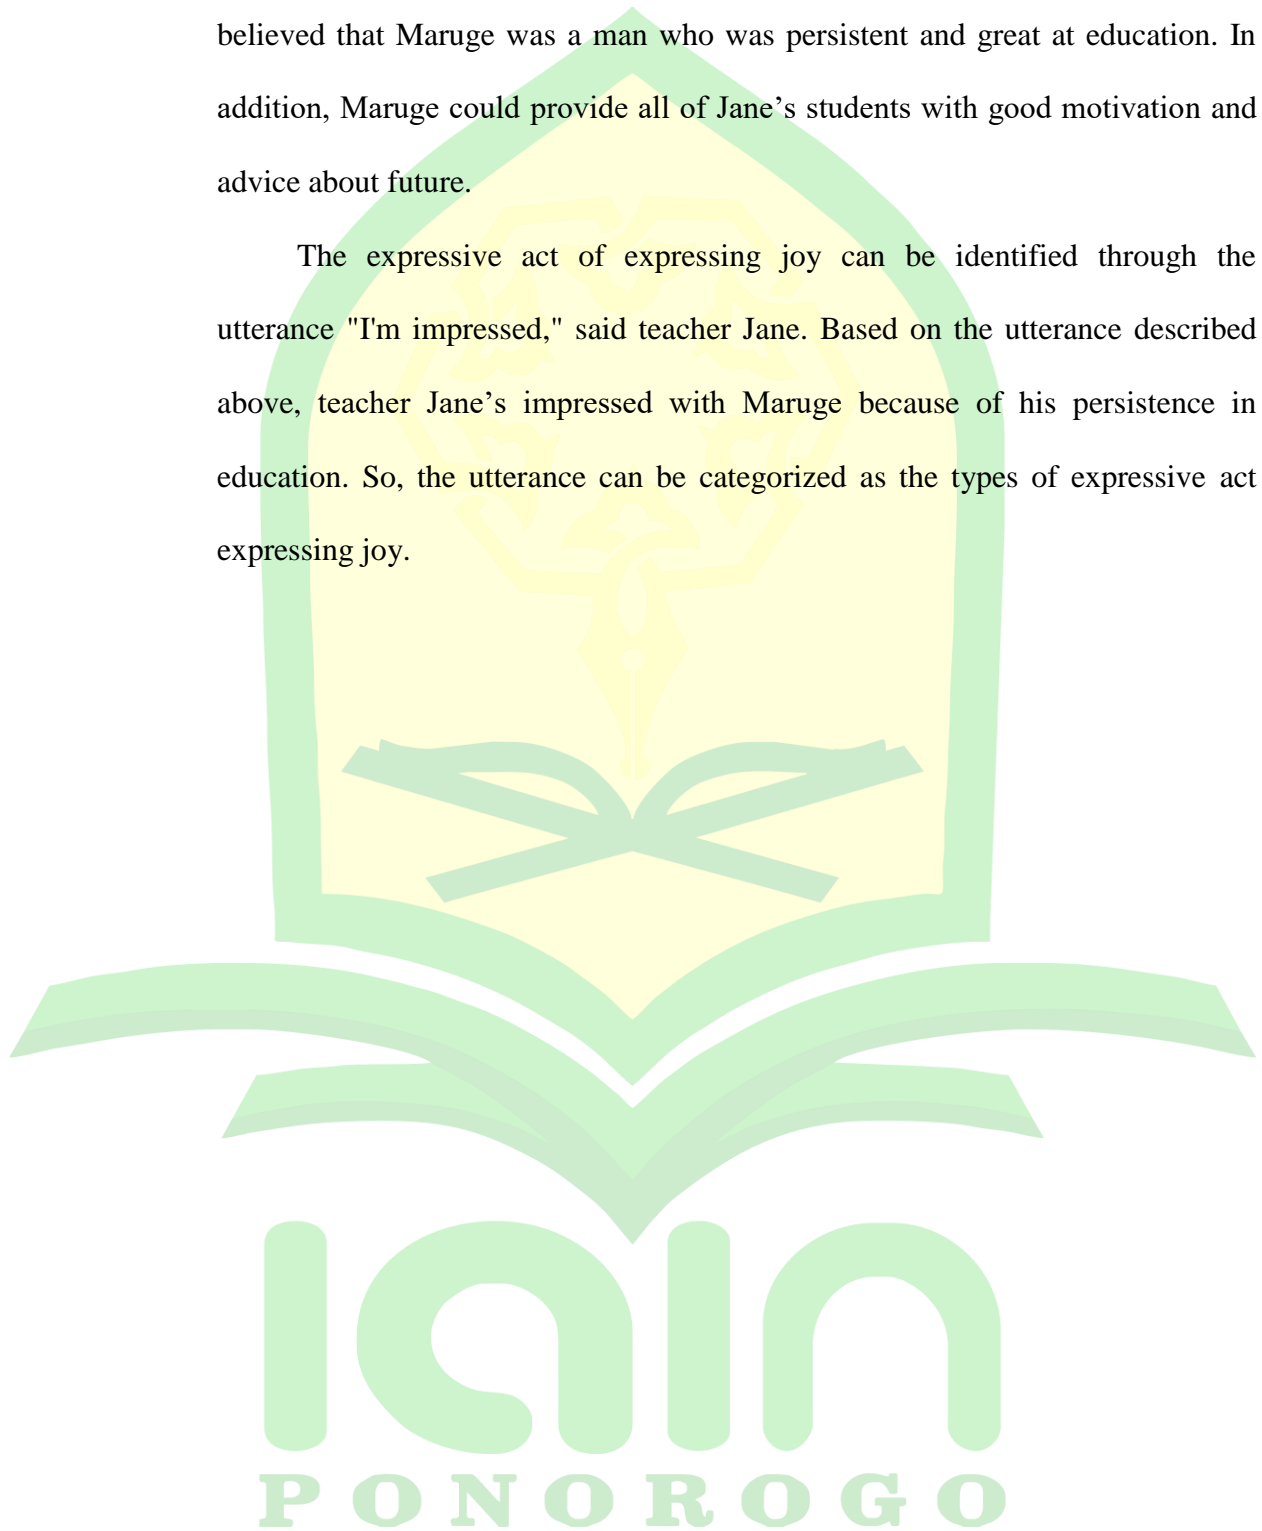 believed that Maruge was a man who was persistent and great at education. In
addition, Maruge could provide all of Jane’s students with good motivation and
advice about future.
The expressive act of expressing joy can be identified through the
utterance "I'm impressed," said teacher Jane. Based on the utterance described
above, teacher Jane’s impressed with Maruge because of his persistence in
education. So, the utterance can be categorized as the types of expressive act
expressing joy.
iain
PONOROGO